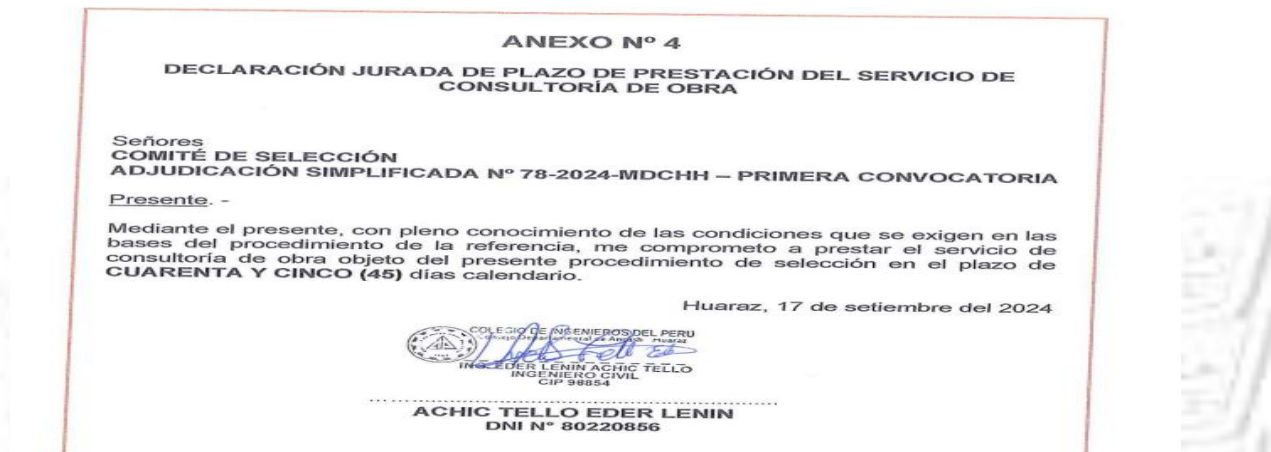 ANEXO Nº 4
DECLARACIÓN JURADA DE PLAZO DE PRESTACIÓN DEL SERVICIO DE
CONSULTORÍA DE OBRA
Señores
COMITÉ DE SELECCIÓN
ADJUDICACIÓN SIMPLIFICADA Nº 78-2024-MDCHH – PRIMERA CONVOCATORIA
Presente. -
Mediante el presente, con pleno conocimiento de las condiciones que se exigen en las
bases del procedimiento de la referencia, me comprometo a prestar el servicio de
consultoría de obra objeto del presente procedimiento de selección en el plazo de
CUARENTA Y CINCO (45) días calendario.
Huaraz, 17 de setiembre del 2024
COLEGIO DE INGENIEROS DEL PERU
Consejo Departamental de Ancash Huaraz
ING. EDER LENIN ACHIC TELLO
INGENIERO CIVIL
CIP 98854
ACHIC TELLO EDER LENIN
DNI Nº 80220856